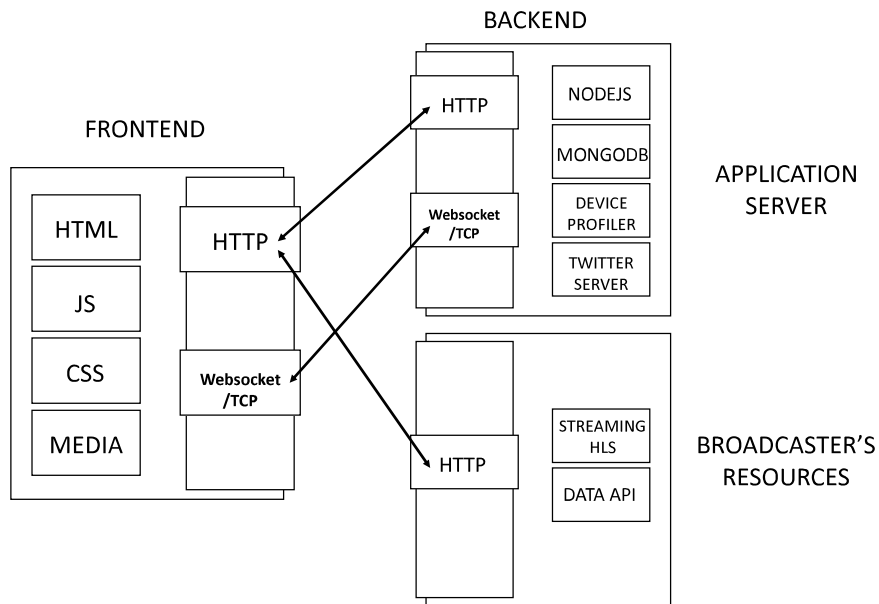 BACKEND
FRONTEND
HTML
JS
CSS
MEDIA
HTTP
Websocket
/TCP
HTTP
Websocket
/TCP
NODEJS
MONGODB
DEVICE
PROFILER
TWITTER
SERVER
APPLICATION
SERVER
HTTP
STREAMING
HLS
DATA API
BROADCASTER'S
RESOURCES